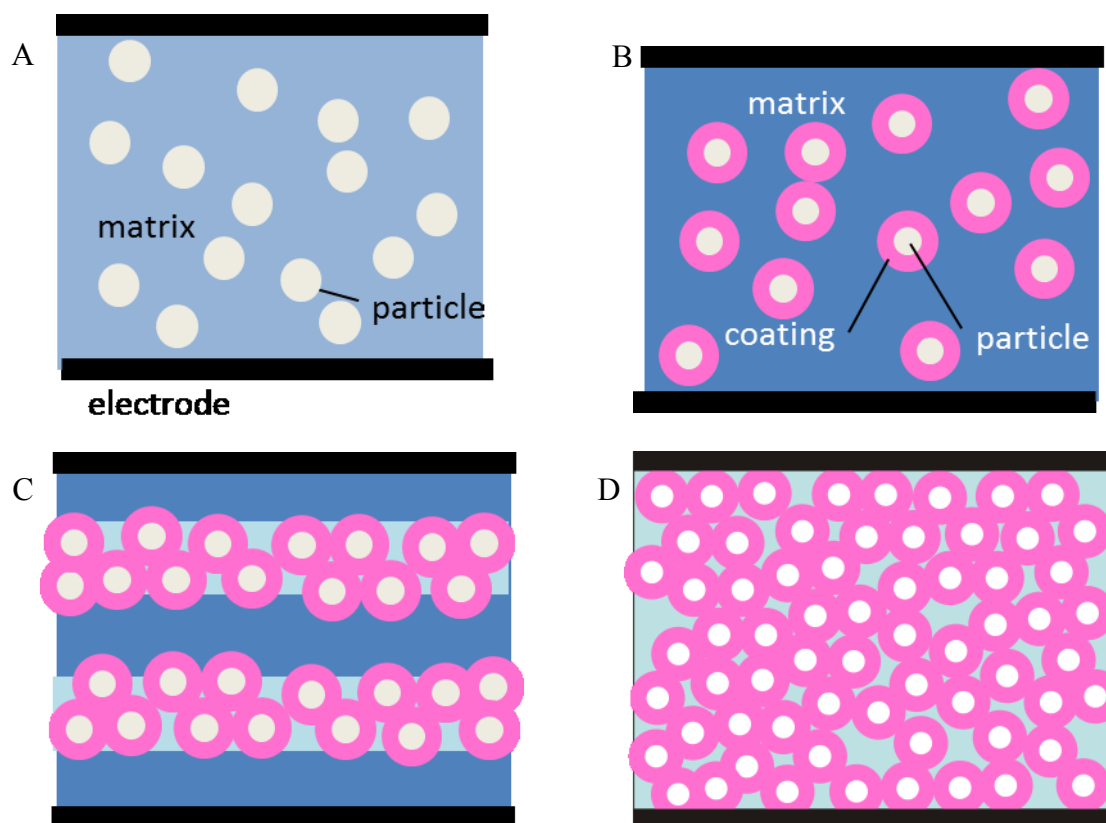 A
matrix
particle
electrode
B
matrix
coating
particle
C
D